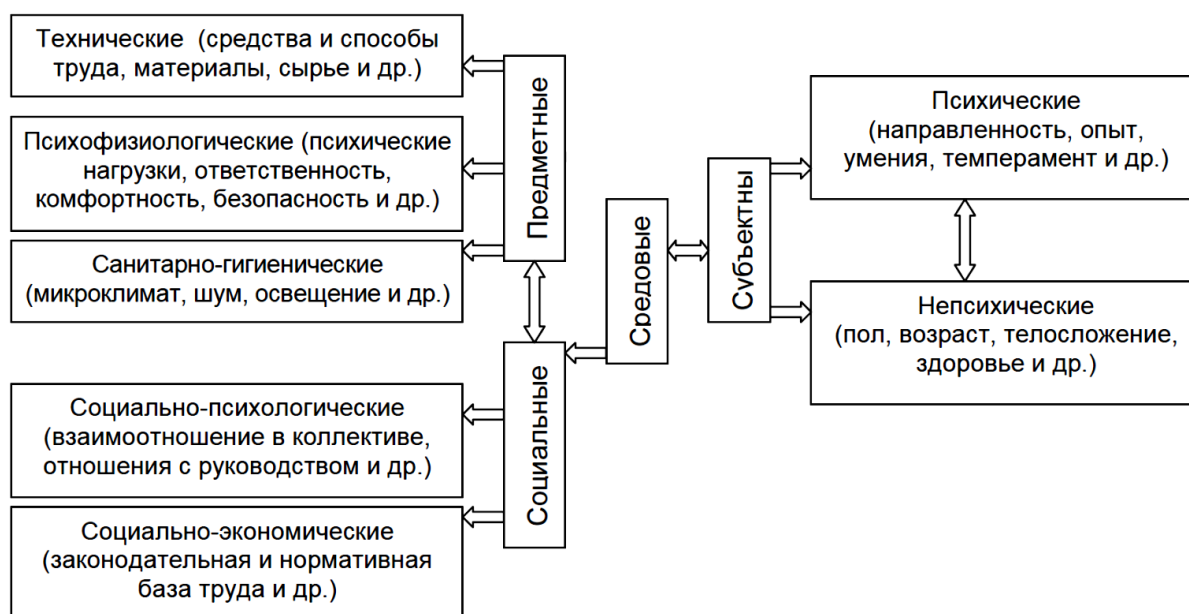 Технические (средства и способы
труда, материалы, сырье и др.)
Психофизиологические (психические
нагрузки, ответственность,
комфортность, безопасность и др.)
Санитарно-гигиенические
(микроклимат, шум, освещение и др.)
Социально-психологические
(взаимоотношение в коллективе,
отношения с руководством и др.)
Социально-экономические
(законодательная и нормативная
база труда и др.)
Предметные
Социальные
Средовые
Субъектны
Психические
(направленность, опыт,
умения, темперамент и др.)
Непсихические
(пол, возраст, телосложение,
здоровье и др.)